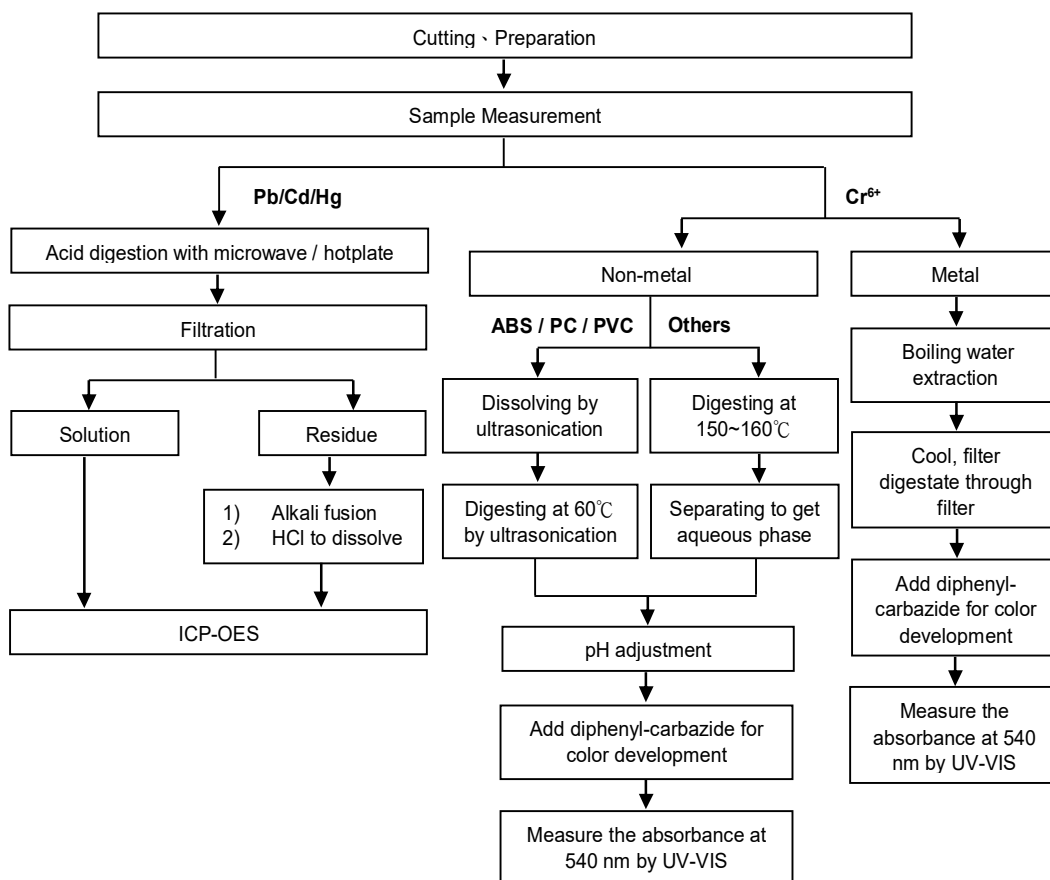 Cutting、Preparation
Sample Measurement
Pb/Cd/Hg
Acid digestion with microwave / hotplate
Filtration
Solution
Residue
1) Alkali fusion
2) HCl to dissolve
ICP-OES
Cr⁶⁺
Non-metal
ABS / PC / PVC
Others
Dissolving by
ultrasonication
Digesting at
150~160℃
Digesting at 60℃
by ultrasonication
Separating to get
aqueous phase
pH adjustment
Add diphenyl-carbazide for
color development
Measure the absorbance at
540 nm by UV-VIS
Metal
Boiling water
extraction
Cool, filter
digestate through
filter
Add diphenyl-
carbazide for color
development
Measure the
absorbance at 540
nm by UV-VIS